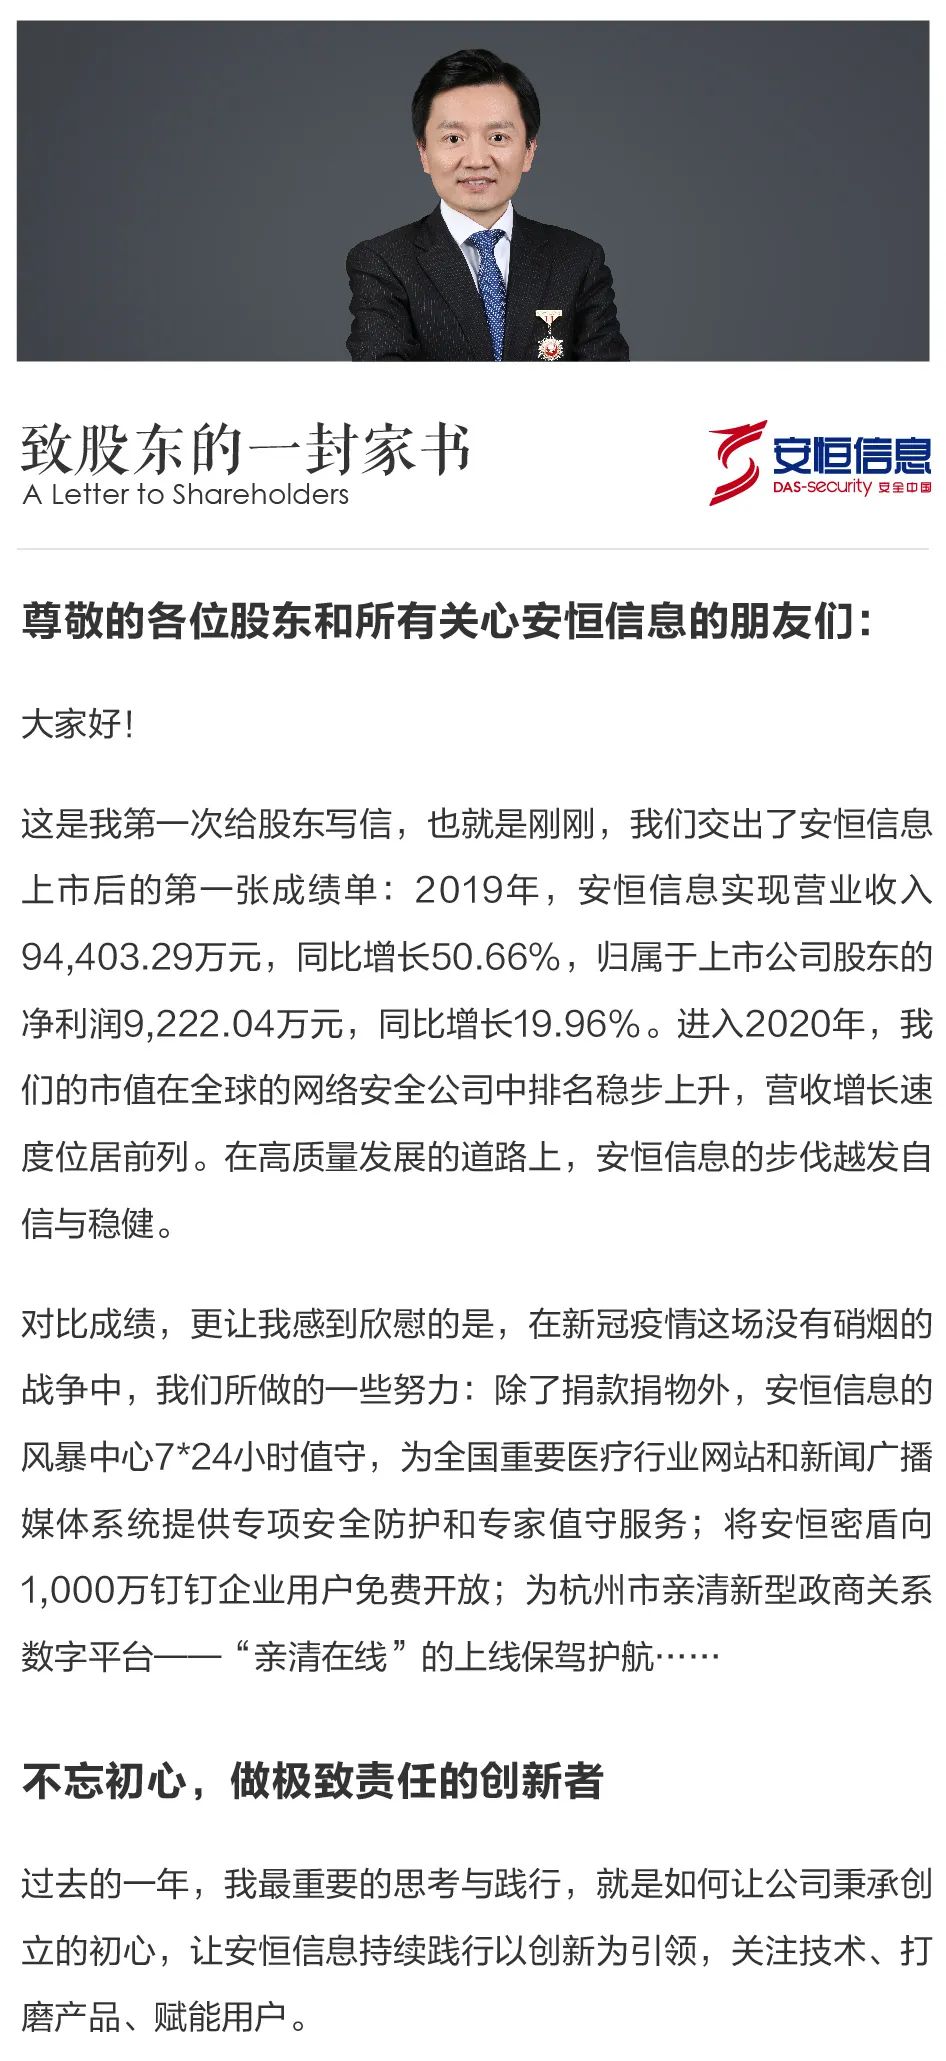 致股东的一封家书
A Letter to Shareholders
安恒信息
DAS-security 安全中国
尊敬的各位股东和所有关心安恒信息的朋友们：
大家好！
这是我第一次给股东写信，也就是刚刚，我们交出了安恒信息
上市后的第一张成绩单：2019年，安恒信息实现营业收入
94,403.29万元，同比增长50.66%，归属于上市公司股东的
净利润9,222.04万元，同比增长19.96%。进入2020年，我
们的市值在全球的网络安全公司中排名稳步上升，营收增长速
度位居前列。在高质量发展的道路上，安恒信息的步伐越发自
信与稳健。
对比成绩，更让我感到欣慰的是，在新冠疫情这场没有硝烟的
战争中，我们所做的一些努力：除了捐款捐物外，安恒信息的
风暴中心7*24小时值守，为全国重要医疗行业网站和新闻广播
媒体系统提供专项安全防护和专家值守服务；将安恒密盾向
1,000万钉钉企业用户免费开放；为杭州市亲清新型政商关系
数字平台——“亲清在线”的上线保驾护航……
不忘初心，做极致责任的创新者
过去的一年，我最重要的思考与践行，就是如何让公司秉承创
立的初心，让安恒信息持续践行以创新为引领，关注技术、打
磨产品、赋能用户。